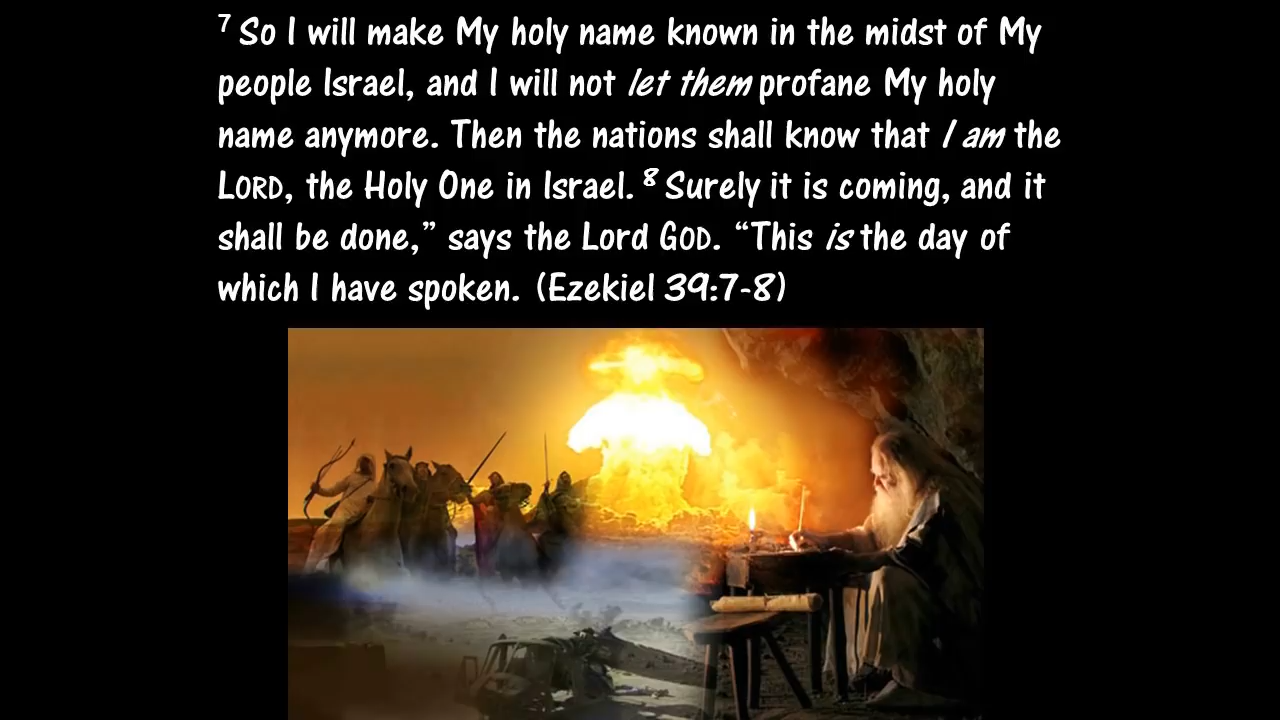 7 So I will make My holy name known in the midst of My
people Israel, and I will not let them profane My holy
name anymore. Then the nations shall know that I am the
LORD, the Holy One in Israel. 8 Surely it is coming, and it
shall be done,” says the Lord GOD. “This is the day of
which I have spoken. (Ezekiel 39:7-8)